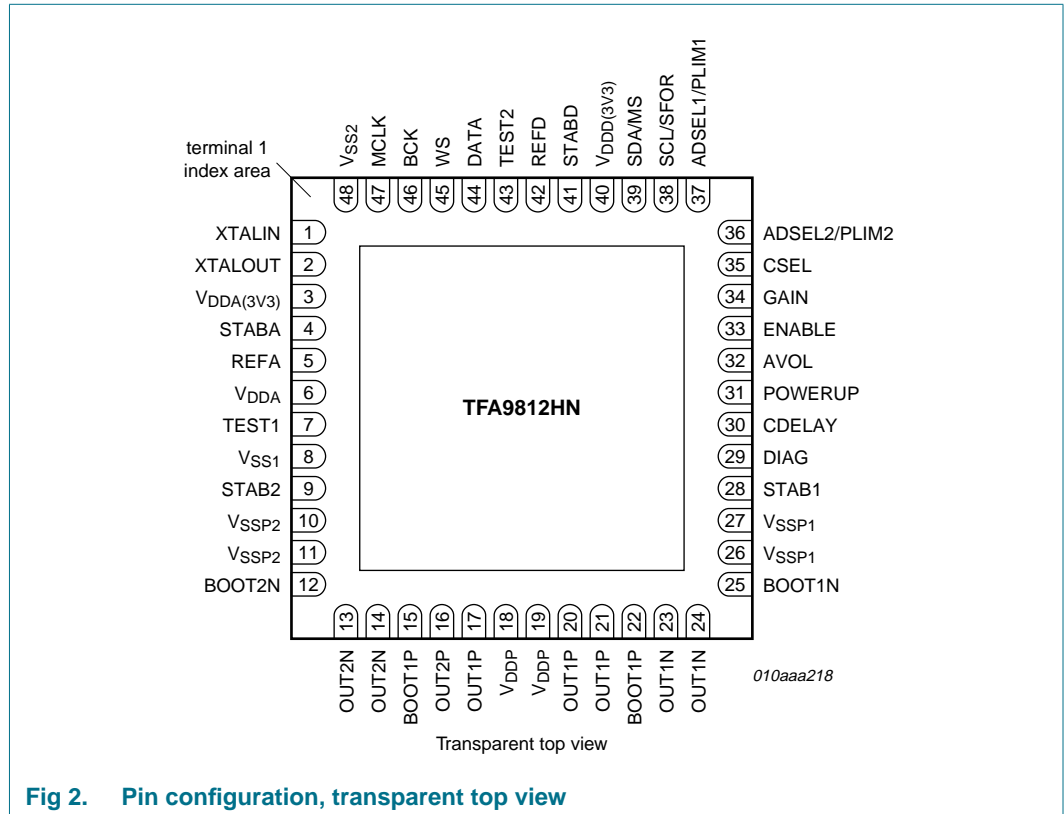 VSS2
MCLK
BCK
WS
DATA
TEST2
REFD
STABD
VDDD(3V3)
SDA/MS
SCL/SFOR
ADSEL1/PLIM1
terminal 1
index area
48
47
46
45
44
43
42
41
40
39
38
37
XTALIN 1
XTALOUT 2
VDDA(3V3) 3
STABA 4
REFA 5
VDDA 6
TEST1 7
VSS1 8
STAB2 9
VSSP2 10
VSSP2 11
BOOT2N 12
TFA9812HN
36 ADSEL2/PLIM2
35 CSEL
34 GAIN
33 ENABLE
32 AVOL
31 POWERUP
30 CDELAY
29 DIAG
28 STAB1
27 VSSP1
26 VSSP1
25 BOOT1N
13
14
15
16
17
18
19
20
21
22
23
24
OUT2N
OUT2N
BOOT1P
OUT2P
OUT1P
VDDP
VDDP
OUT1P
OUT1P
BOOT1P
OUT1N
OUT1N
010aaa218
Transparent top view
Fig 2. Pin configuration, transparent top view